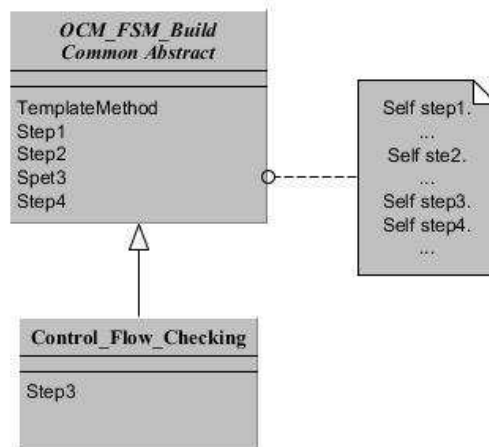 OCM_FSM_Build
Common Abstract
TemplateMethod
Step1
Step2
Spet3
Step4
Self step1.
...
Self ste2.
...
Self step3.
Self step4.
...
Control_Flow_Checking
Step3